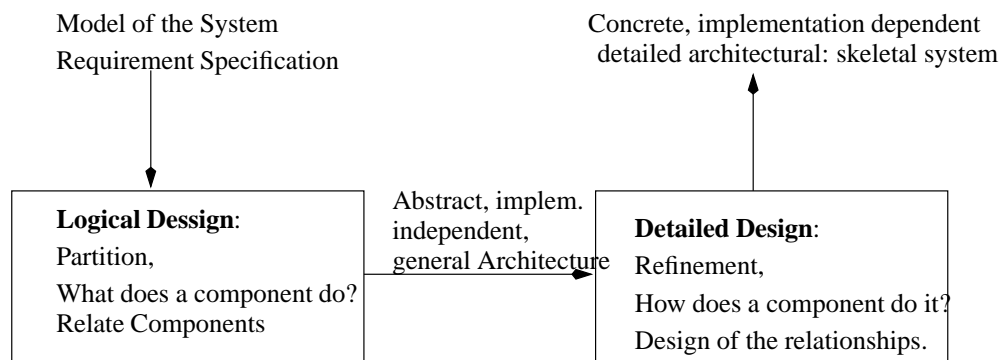 Model of the System
Requirement Specification
Concrete, implementation dependent
detailed architectural: skeletal system
Logical Dessign:
Partition,
What does a component do?
Relate Components
Abstract, implem.
independent,
general Architecture
Detailed Design:
Refinement,
How does a component do it?
Design of the relationships.